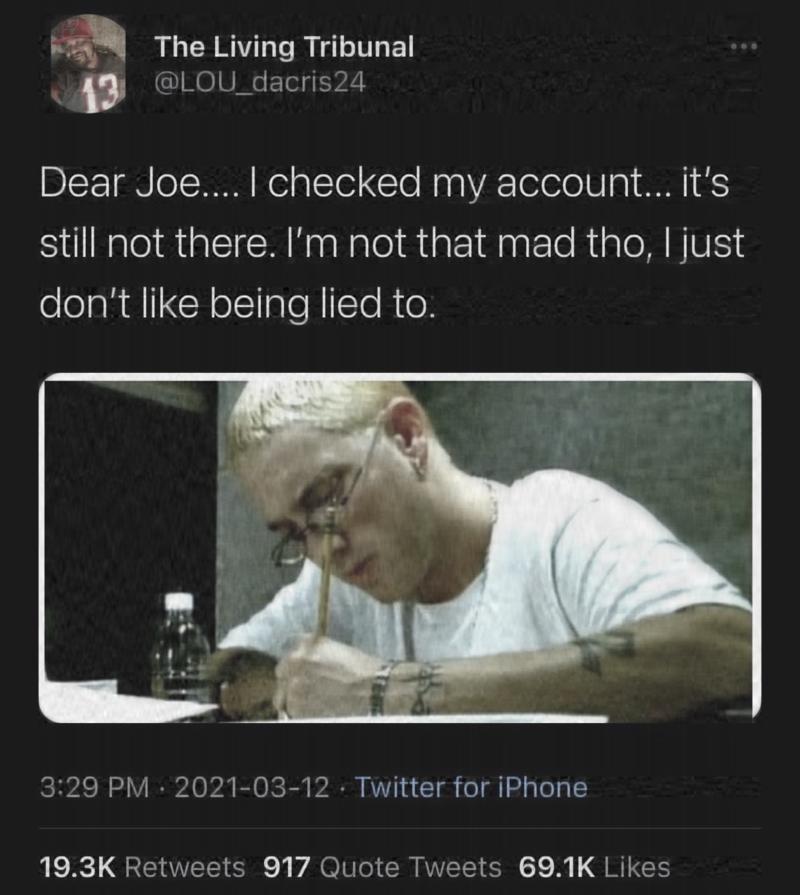 The Living Tribunal
@LOU_dacris24
13
Dear Joe.... I checked my account... it's
still not there. I'm not that mad tho, I just
don't like being lied to.
3:29 PM · 2021-03-12 · Twitter for iPhone
19.3K Retweets 917 Quote Tweets 69.1K Likes